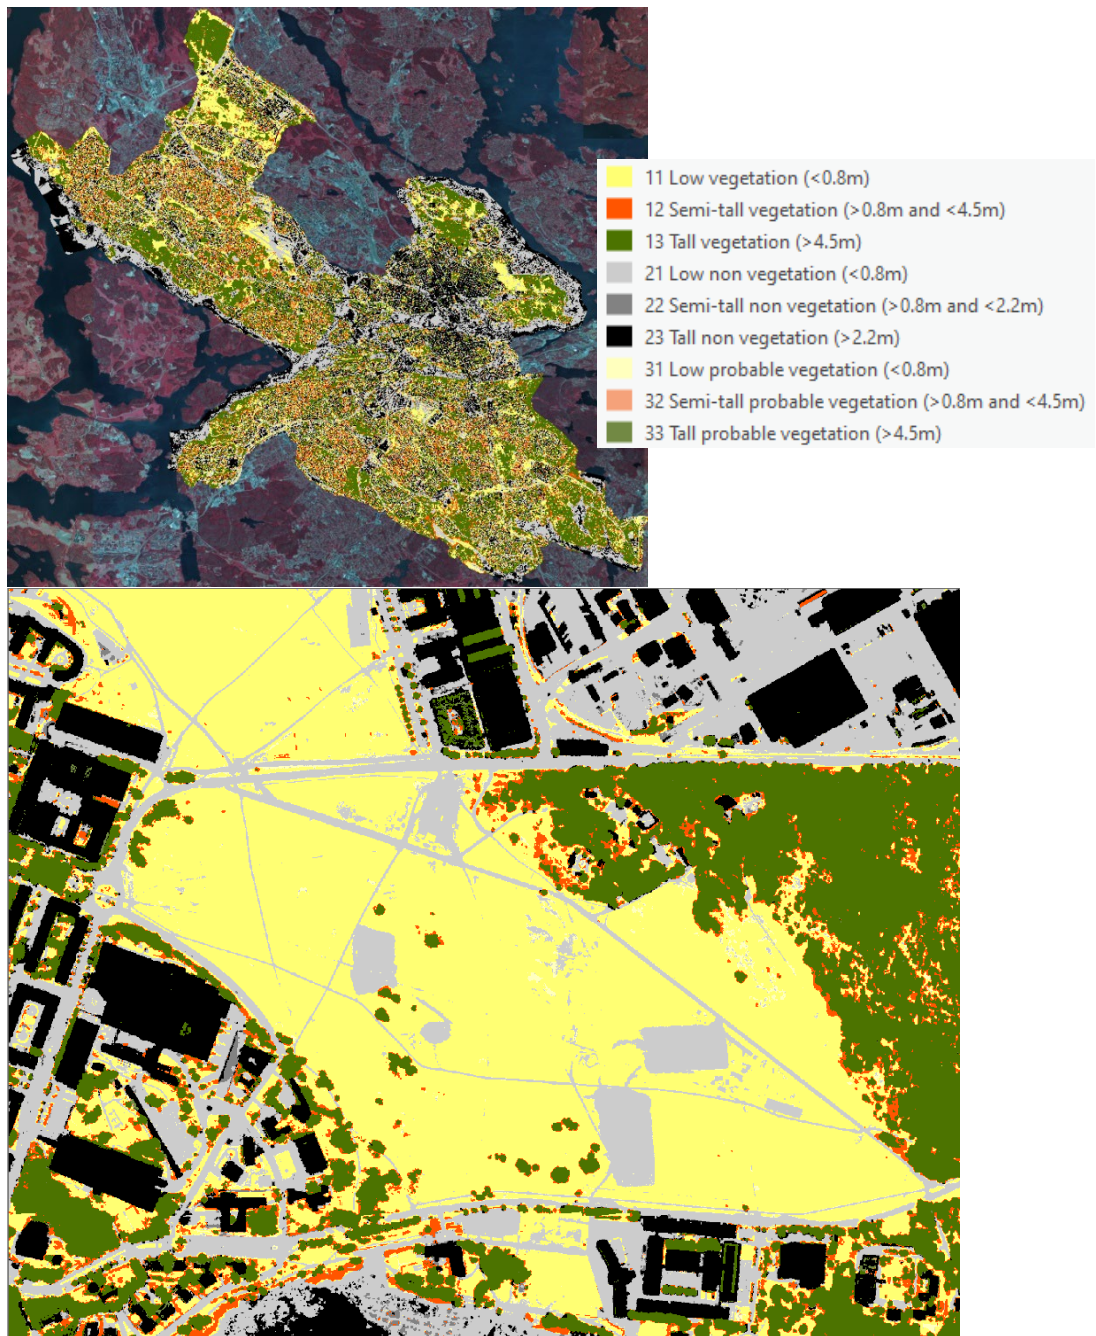 11 Low vegetation (<0.8m)
12 Semi-tall vegetation (>0.8m and <4.5m)
13 Tall vegetation (>4.5m)
21 Low non vegetation (<0.8m)
22 Semi-tall non vegetation (>0.8m and <2.2m)
23 Tall non vegetation (>2.2m)
31 Low probable vegetation (<0.8m)
32 Semi-tall probable vegetation (>0.8m and <4.5m)
33 Tall probable vegetation (>4.5m)